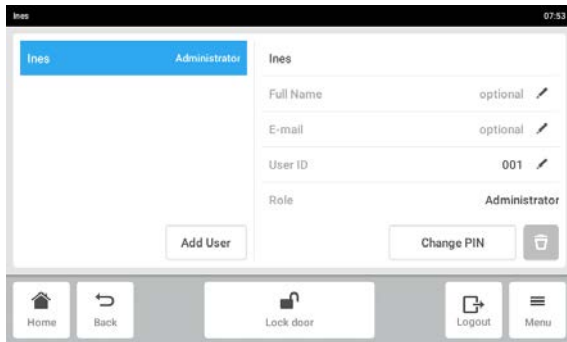 Ines 07:53
Ines Administrator
Ines
Full Name optional
E-mail optional
User ID 001
Role Administrator
Add User
Change PIN
Home
Back
Lock door
Logout
Menu